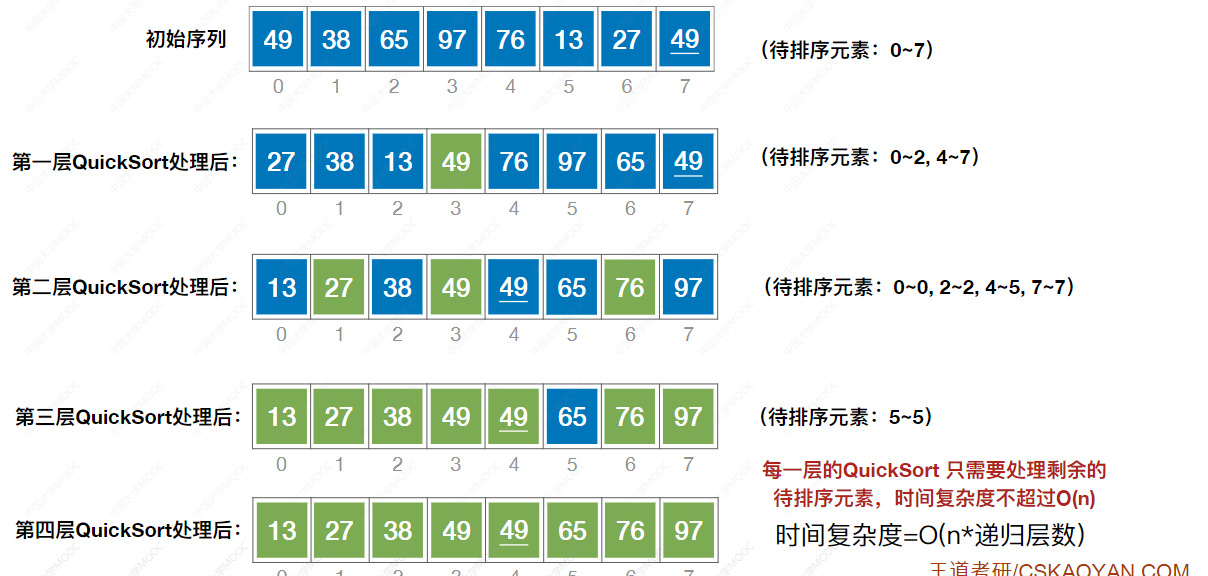 初始序列 49 38 65 97 76 13 27 49 （待排序元素：0~7）
0 1 2 3 4 5 6 7
第一层QuickSort处理后： 27 38 13 49 76 97 65 49 （待排序元素：0~2, 4~7）
0 1 2 3 4 5 6 7
第二层QuickSort处理后： 13 27 38 49 49 65 76 97 （待排序元素：0~0, 2~2, 4~5, 7~7）
0 1 2 3 4 5 6 7
第三层QuickSort处理后： 13 27 38 49 49 65 76 97 （待排序元素：5~5）
0 1 2 3 4 5 6 7
每一层的QuickSort 只需要处理剩余的
待排序元素，时间复杂度不超过O(n)
第四层QuickSort处理后： 13 27 38 49 49 65 76 97 时间复杂度=O(n*递归层数)
0 1 2 3 4 5 6 7
王道考研/CSKAOYAN.COM